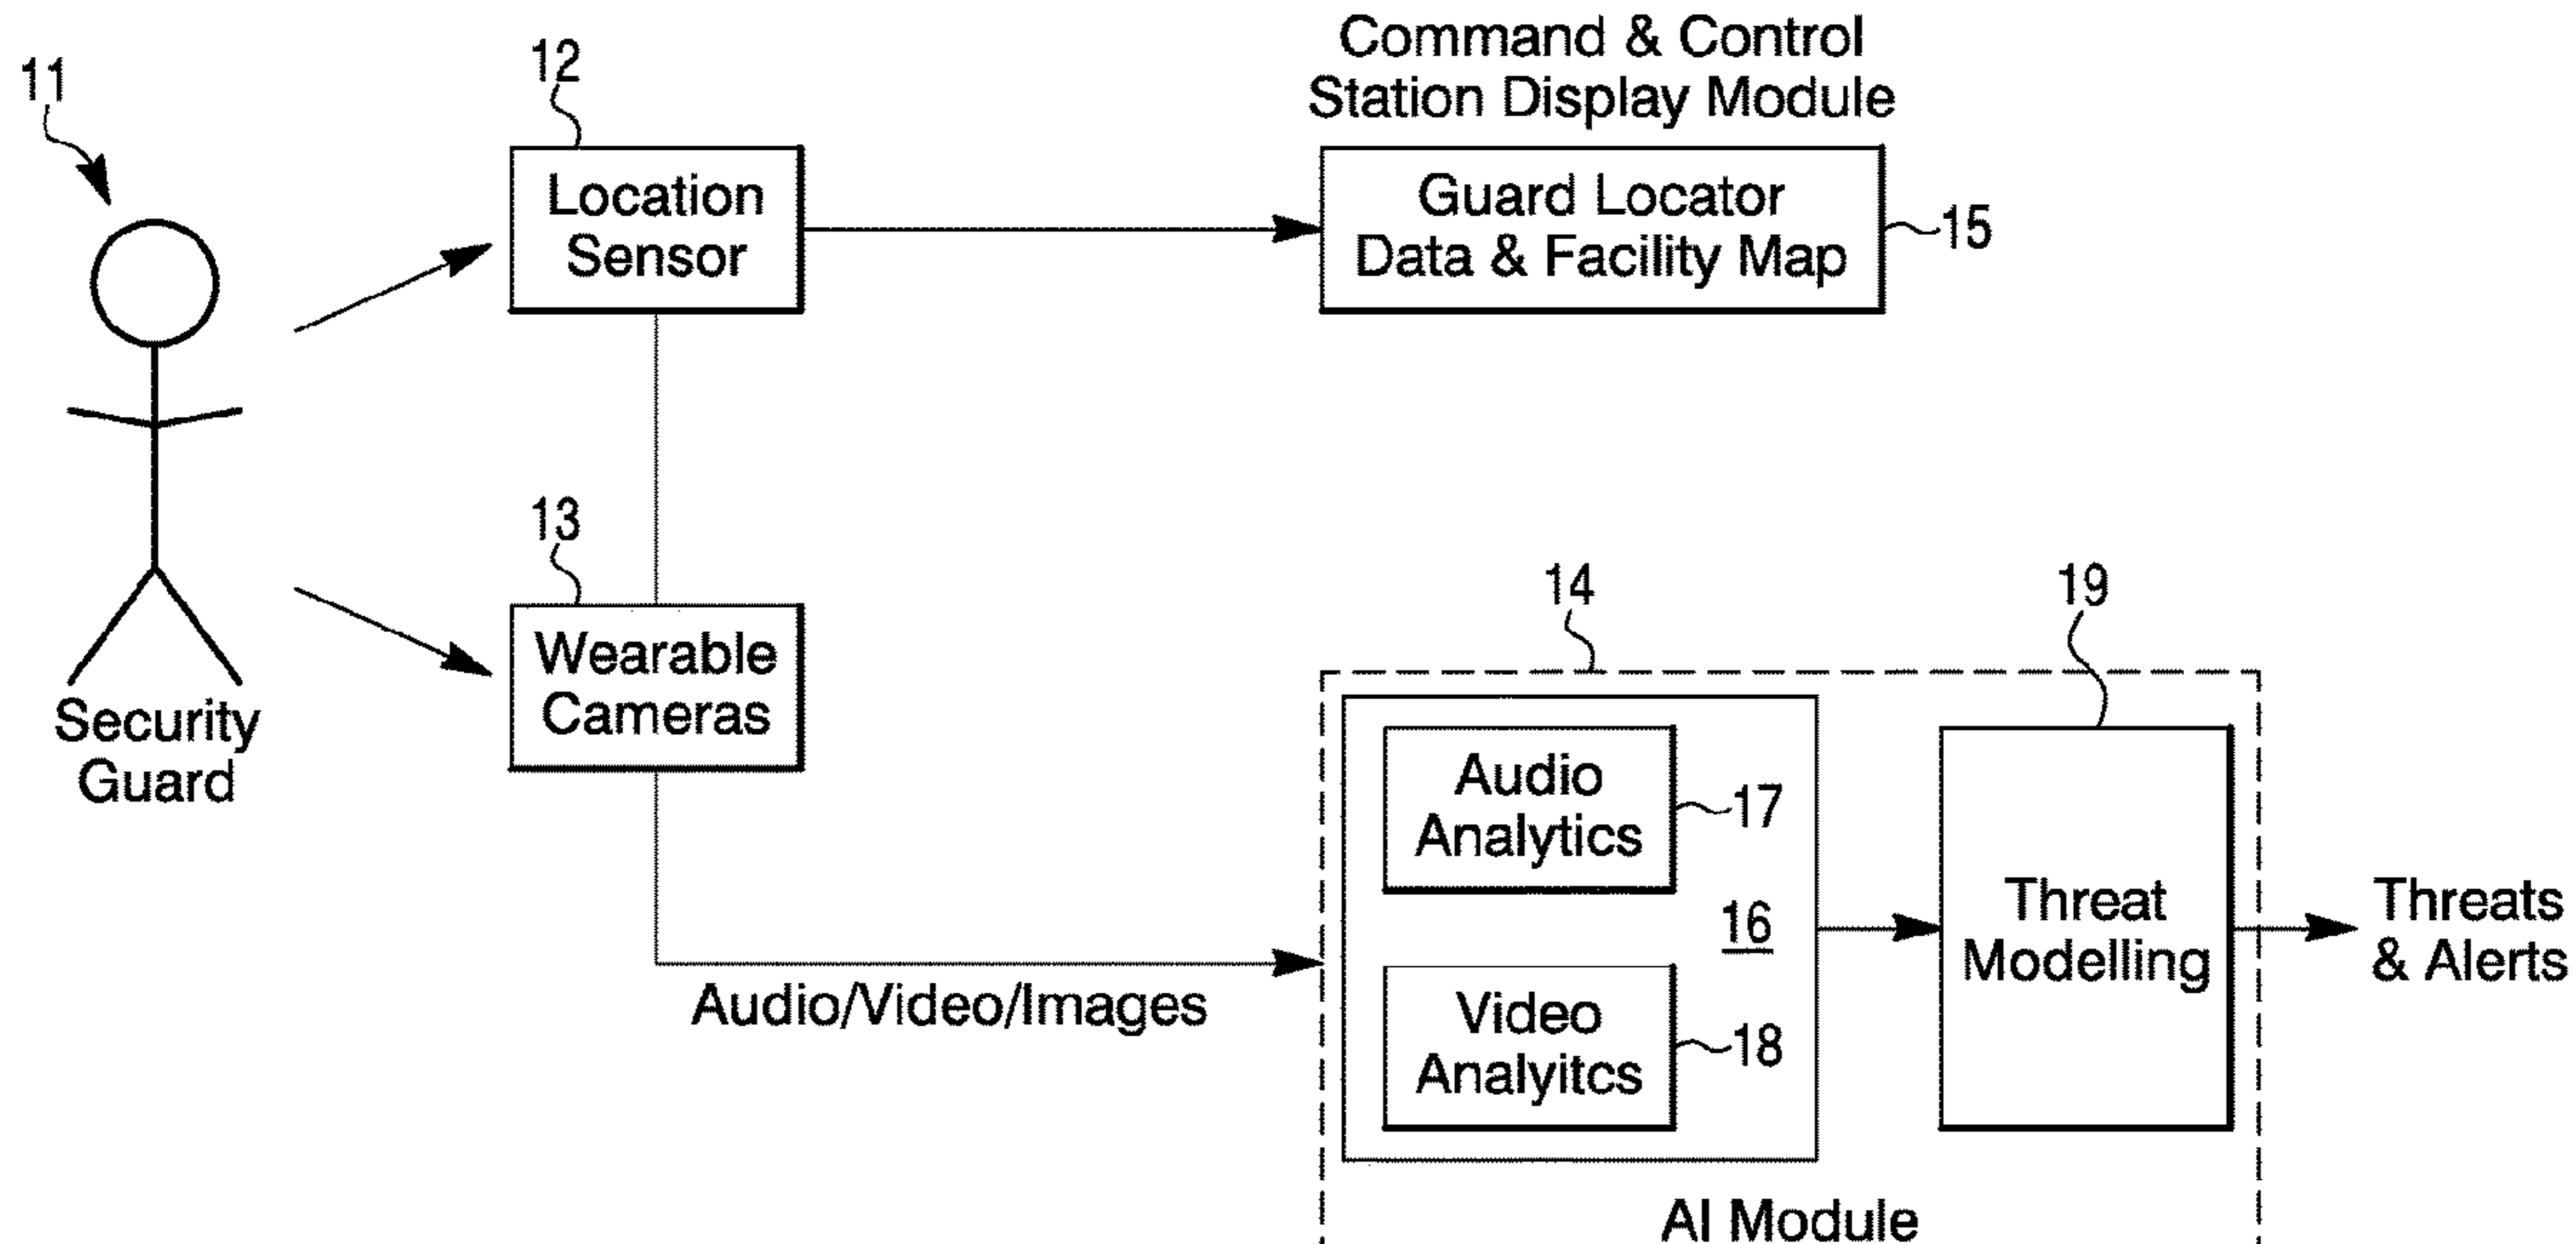 11
12
Command & Control
Station Display Module
Location
Sensor
Guard Locator
Data & Facility Map
15
13
Wearable
Cameras
Security
Guard
Audio/Video/Images
14
19
Audio
Analytics
17
16
Video
Analyitcs
18
Threat
Modelling
Threats
& Alerts
AI Module